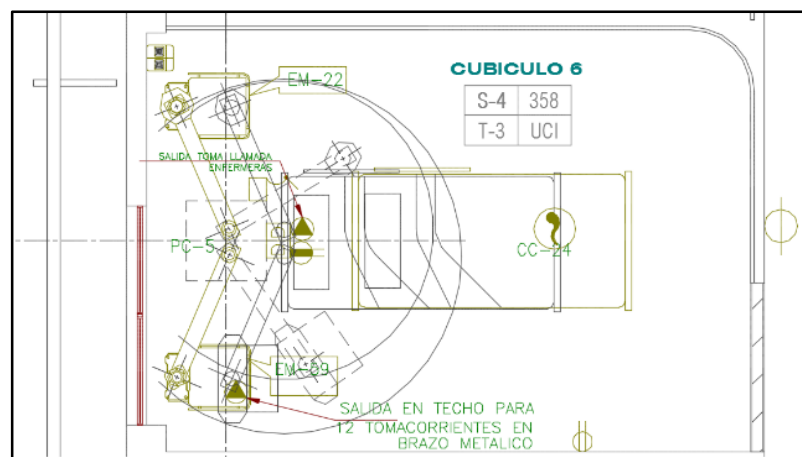 EM-22
CUBICULO 6
S-4 358
T-3 UCI
SALIDA TOMA LLAMADA
ENFERMERAS
PC-5
CC-24
EM-39
SALIDA EN TECHO PARA
12 TOMACORRIENTES EN
BRAZO METALICO